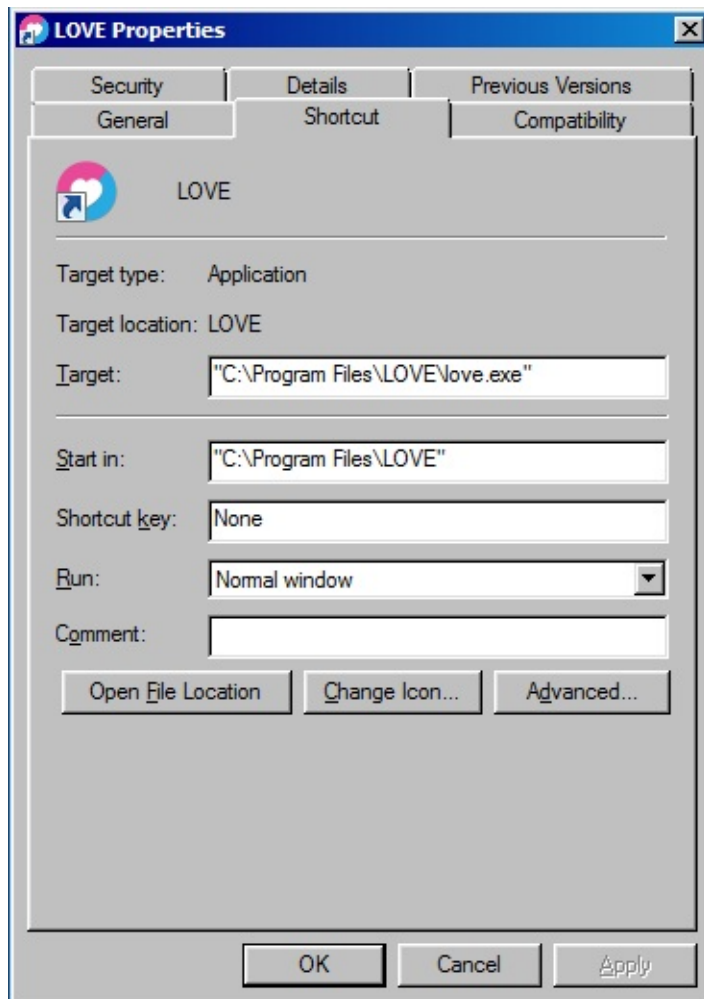 LOVE Properties
Security Details Previous Versions
General Shortcut Compatibility
LOVE
Target type: Application
Target location: LOVE
Target: "C:\Program Files\LOVE\love.exe"
Start in: "C:\Program Files\LOVE"
Shortcut key: None
Run: Normal window
Comment:
Open File Location Change Icon... Advanced...
OK Cancel Apply